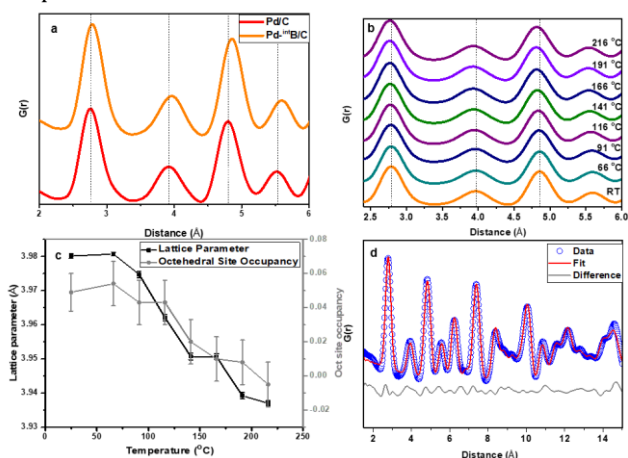 a
Pd/C
Pd-intB/C
G(r)
2 3 4 5 6
Distance (Å)
b
216 °C
191 °C
166 °C
141 °C
116 °C
91 °C
66 °C
RT
G(r)
2.5 3.0 3.5 4.0 4.5 5.0 5.5 6.0
Distance (Å)
c
Lattice Parameter
Octehedral Site Occupancy
3.98
3.97
3.96
3.95
3.94
3.93
Lattice parameter (Å)
0.08
0.06
0.04
0.02
0.00
-0.02
Oct site occupancy
0 50 100 150 200 250
Temperature (°C)
d
Data
Fit
Difference
G(r)
2 4 6 8 10 12 14
Distance (Å)